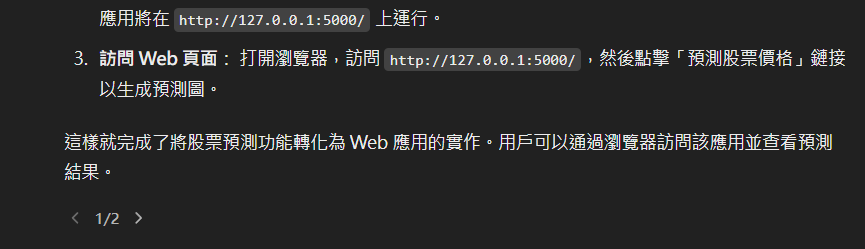 應用將在 http://127.0.0.1:5000/ 上運行。
3. 訪問 Web 頁面： 打開瀏覽器，訪問 http://127.0.0.1:5000/ ，然後點擊「預測股票價格」鏈接
以生成預測圖。
這樣就完成了將股票預測功能轉化為 Web 應用的實作。用戶可以通過瀏覽器訪問該應用並查看預測
結果。
< 1/2 >